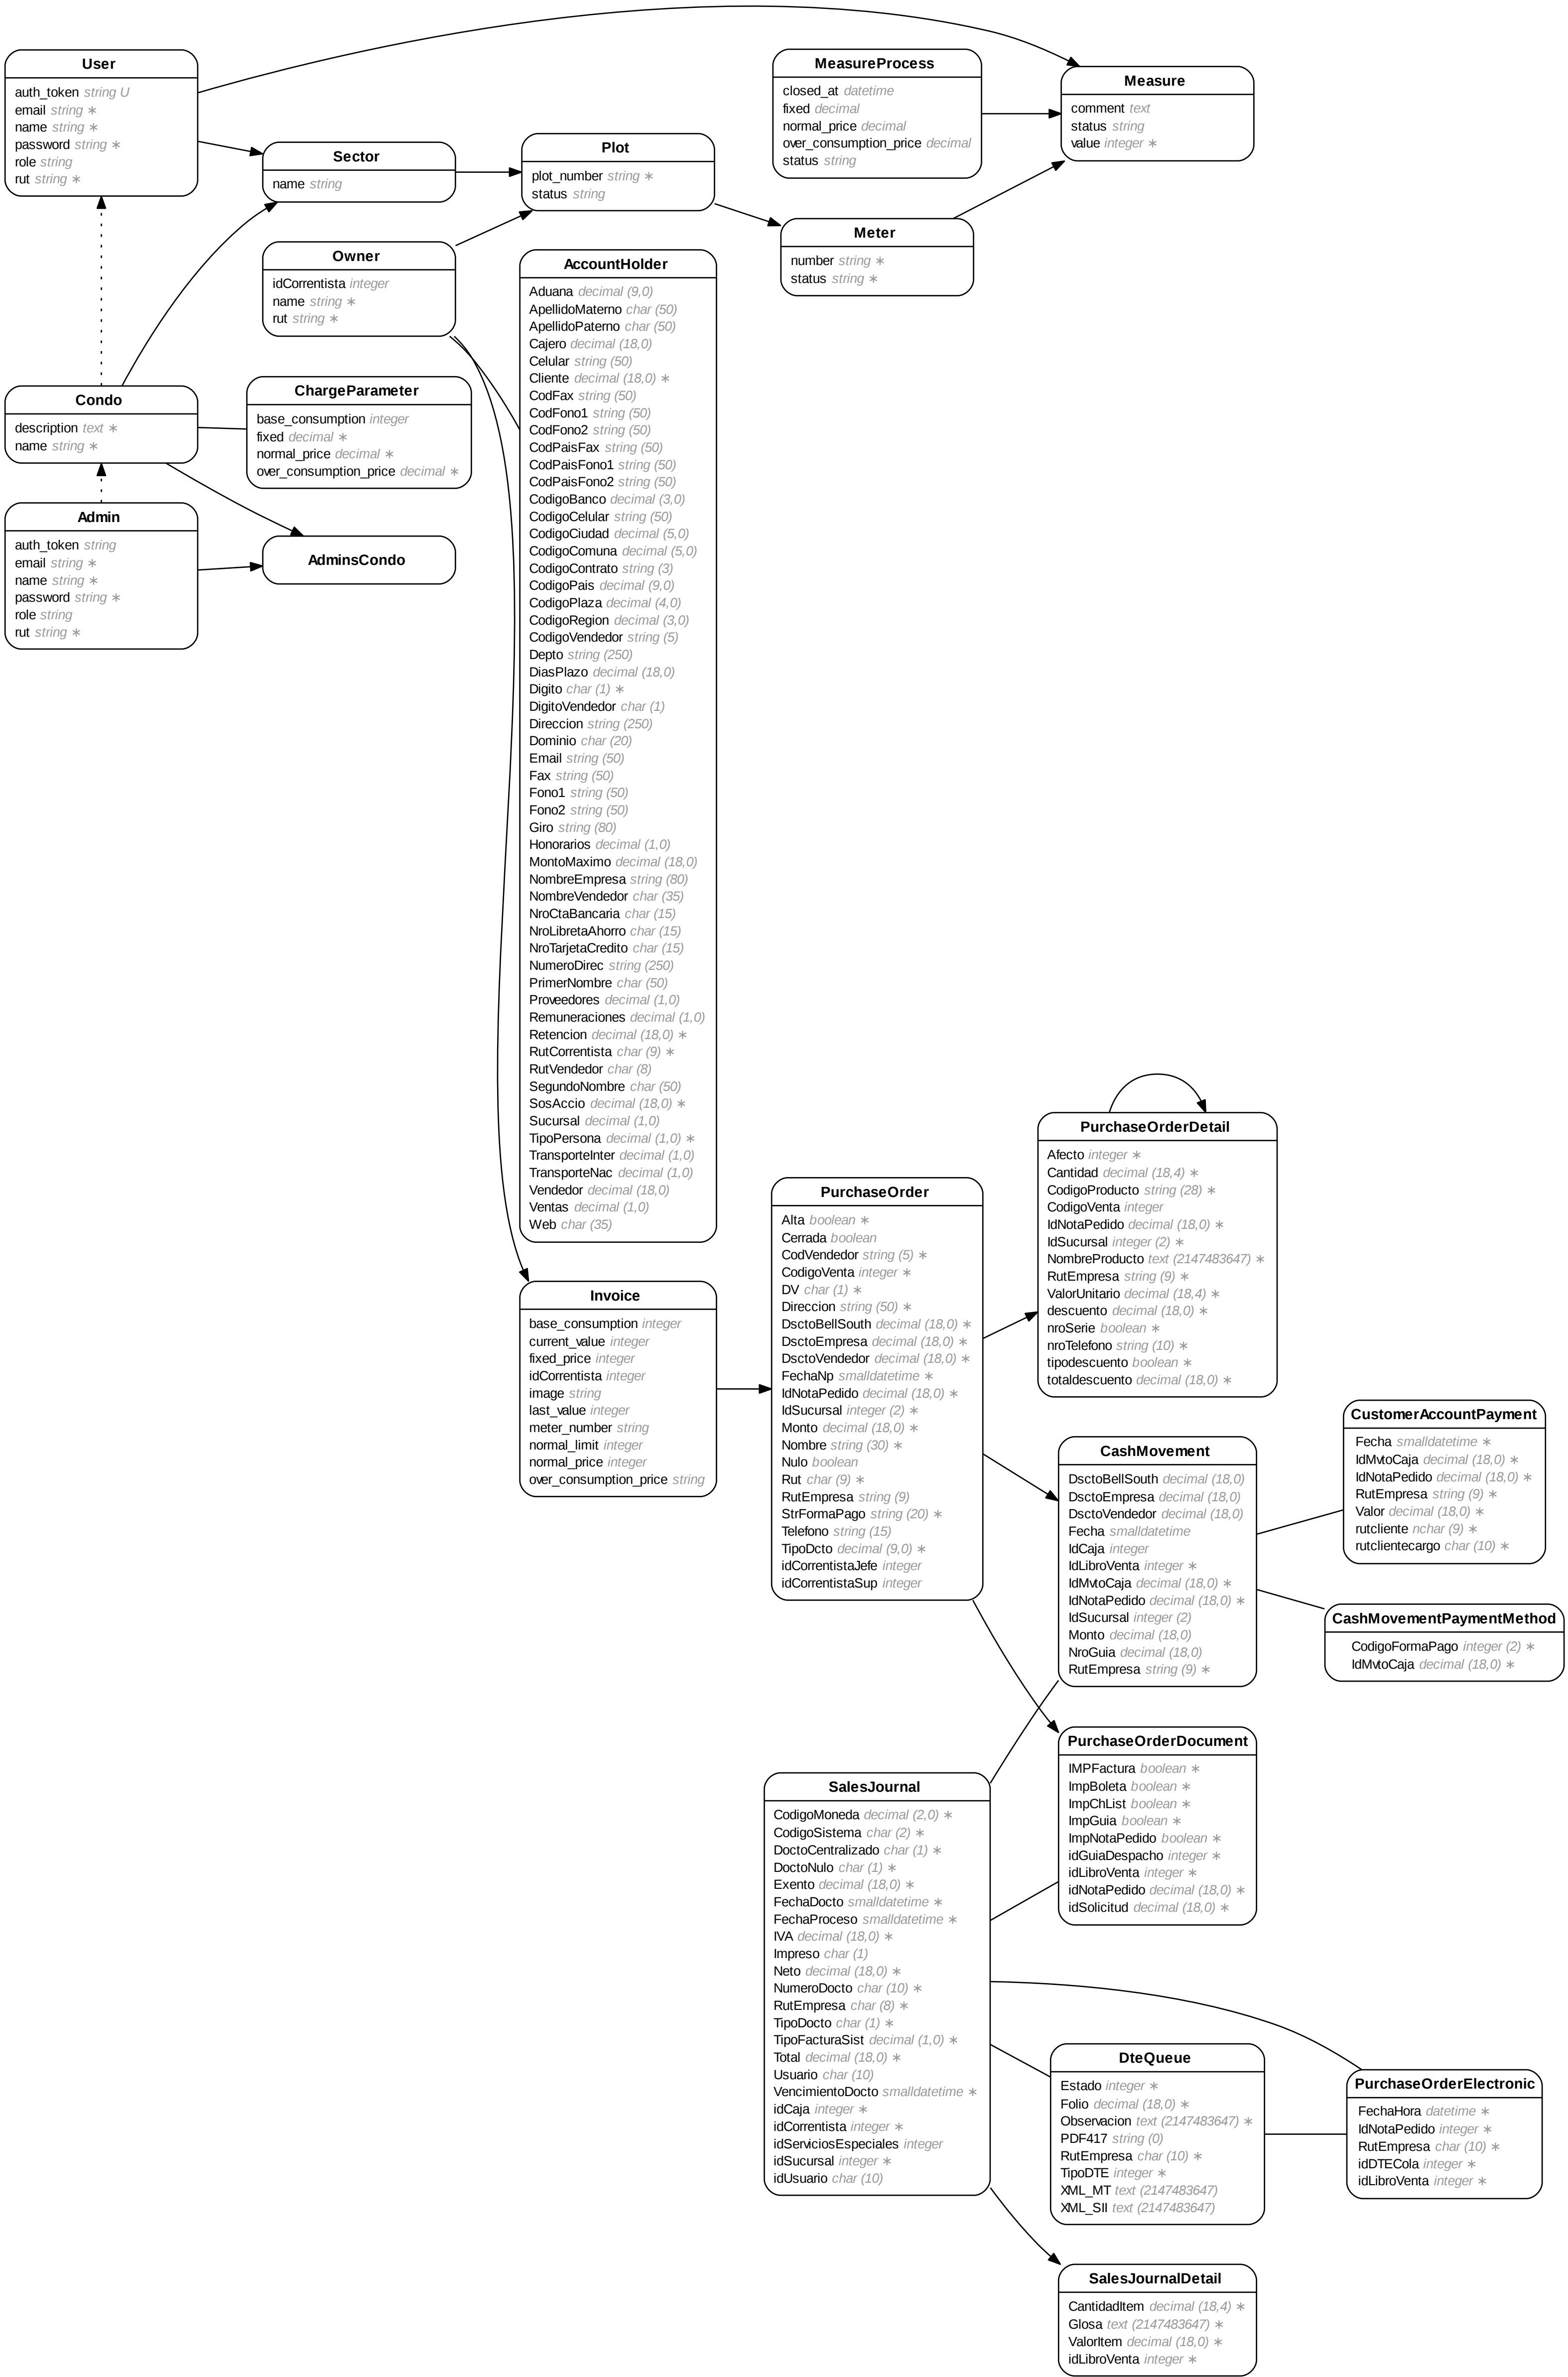 User
auth_token string U
email string ∗
name string ∗
password string ∗
role string
rut string ∗
Sector
name string
Plot
plot_number string ∗
status string
MeasureProcess
closed_at datetime
fixed decimal
normal_price decimal
over_consumption_price decimal
status string
Measure
comment text
status string
value integer ∗
Meter
number string ∗
status string ∗
Owner
idCorrentista integer
name string ∗
rut string ∗
Condo
description text ∗
name string ∗
ChargeParameter
base_consumption integer
fixed decimal ∗
normal_price decimal ∗
over_consumption_price decimal ∗
Admin
auth_token string
email string ∗
name string ∗
password string ∗
role string
rut string ∗
AdminsCondo
AccountHolder
Aduana decimal (9,0)
ApellidoMaterno char (50)
ApellidoPaterno char (50)
Cajero decimal (18,0)
Celular string (50)
Cliente decimal (18,0) ∗
CodFax string (50)
CodFono1 string (50)
CodFono2 string (50)
CodPaisFax string (50)
CodPaisFono1 string (50)
CodPaisFono2 string (50)
CodigoBanco decimal (3,0)
CodigoCelular string (50)
CodigoCiudad decimal (5,0)
CodigoComuna decimal (5,0)
CodigoContrato string (3)
CodigoPais decimal (9,0)
CodigoPlaza decimal (4,0)
CodigoRegion decimal (3,0)
CodigoVendedor string (5)
Depto string (250)
DiasPlazo decimal (18,0)
Digito char (1) ∗
DigitoVendedor char (1)
Direccion string (250)
Dominio char (20)
Email string (50)
Fax string (50)
Fono1 string (50)
Fono2 string (50)
Giro string (80)
Honorarios decimal (1,0)
MontoMaximo decimal (18,0)
NombreEmpresa string (80)
NombreVendedor char (35)
NroCtaBancaria char (15)
NroLibretaAhorro char (15)
NroTarjetaCredito char (15)
NumeroDirec string (250)
PrimerNombre char (50)
Proveedores decimal (1,0)
Remuneraciones decimal (1,0)
Retencion decimal (18,0) ∗
RutCorrentista char (9) ∗
RutVendedor char (8)
SegundoNombre char (50)
SosAccio decimal (18,0) ∗
Sucursal decimal (1,0)
TipoPersona decimal (1,0) ∗
TransporteInter decimal (1,0)
TransporteNac decimal (1,0)
Vendedor decimal (18,0)
Ventas decimal (1,0)
Web char (35)
Invoice
base_consumption integer
current_value integer
fixed_price integer
idCorrentista integer
image string
last_value integer
meter_number string
normal_limit integer
normal_price integer
over_consumption_price string
PurchaseOrder
Alta boolean ∗
Cerrada boolean
CodVendedor string (5) ∗
CodigoVenta integer ∗
DV char (1) ∗
Direccion string (50) ∗
DsctoBellSouth decimal (18,0) ∗
DsctoEmpresa decimal (18,0) ∗
DsctoVendedor decimal (18,0) ∗
FechaNp smalldatetime ∗
IdNotaPedido decimal (18,0) ∗
IdSucursal integer (2) ∗
Monto decimal (18,0) ∗
Nombre string (30) ∗
Nulo boolean
Rut char (9) ∗
RutEmpresa string (9)
StrFormaPago string (20) ∗
Telefono string (15)
TipoDcto decimal (9,0) ∗
idCorrentistaJefe integer
idCorrentistaSup integer
PurchaseOrderDetail
Afecto integer ∗
Cantidad decimal (18,4) ∗
CodigoProducto string (28) ∗
CodigoVenta integer
IdNotaPedido decimal (18,0) ∗
IdSucursal integer (2) ∗
NombreProducto text (2147483647) ∗
RutEmpresa string (9) ∗
ValorUnitario decimal (18,4) ∗
descuento decimal (18,0) ∗
nroSerie boolean ∗
nroTelefono string (10) ∗
tipodescuento boolean ∗
totaldescuento decimal (18,0) ∗
CashMovement
DsctoBellSouth decimal (18,0)
DsctoEmpresa decimal (18,0)
DsctoVendedor decimal (18,0)
Fecha smalldatetime
IdCaja integer
IdLibroVenta integer ∗
IdMvtoCaja decimal (18,0) ∗
IdNotaPedido decimal (18,0) ∗
IdSucursal integer (2)
Monto decimal (18,0)
NroGuia decimal (18,0)
RutEmpresa string (9) ∗
CustomerAccountPayment
Fecha smalldatetime ∗
IdMvtoCaja decimal (18,0) ∗
IdNotaPedido decimal (18,0) ∗
RutEmpresa string (9) ∗
Valor decimal (18,0) ∗
rutcliente nchar (9) ∗
rutclientecargo char (10) ∗
CashMovementPaymentMethod
CodigoFormaPago integer (2) ∗
IdMvtoCaja decimal (18,0) ∗
PurchaseOrderDocument
IMPFactura boolean ∗
ImpBoleta boolean ∗
ImpChList boolean ∗
ImpGuia boolean ∗
ImpNotaPedido boolean ∗
idGuiaDespacho integer ∗
idLibroVenta integer ∗
idNotaPedido decimal (18,0) ∗
idSolicitud decimal (18,0) ∗
SalesJournal
CodigoMoneda decimal (2,0) ∗
CodigoSistema char (2) ∗
DoctoCentralizado char (1) ∗
DoctoNulo char (1) ∗
Exento decimal (18,0) ∗
FechaDocto smalldatetime ∗
FechaProceso smalldatetime ∗
IVA decimal (18,0) ∗
Impreso char (1)
Neto decimal (18,0) ∗
NumeroDocto char (10) ∗
RutEmpresa char (8) ∗
TipoDocto char (1) ∗
TipoFacturaSist decimal (1,0) ∗
Total decimal (18,0) ∗
Usuario char (10)
VencimientoDocto smalldatetime ∗
idCaja integer ∗
idCorrentista integer ∗
idServiciosEspeciales integer
idSucursal integer ∗
idUsuario char (10)
DteQueue
Estado integer ∗
Folio decimal (18,0) ∗
Observacion text (2147483647) ∗
PDF417 string (0)
RutEmpresa char (10) ∗
TipoDTE integer ∗
XML_MT text (2147483647)
XML_SII text (2147483647)
PurchaseOrderElectronic
FechaHora datetime ∗
IdNotaPedido integer ∗
RutEmpresa char (10) ∗
idDTECola integer ∗
idLibroVenta integer ∗
SalesJournalDetail
CantidadItem decimal (18,4) ∗
Glosa text (2147483647) ∗
ValorItem decimal (18,0) ∗
idLibroVenta integer ∗